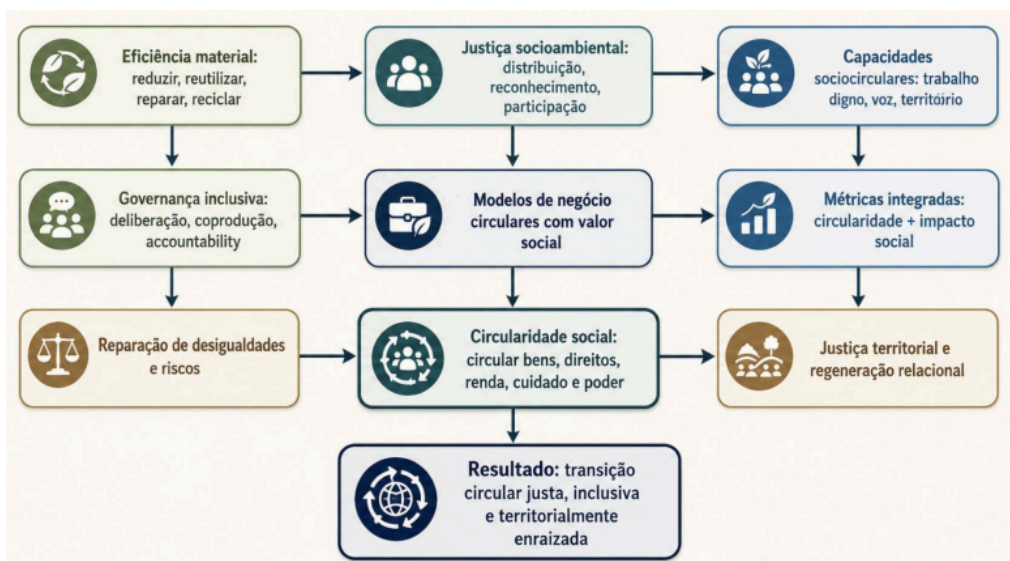 Eficiência material:
reduzir, reutilizar,
reparar, reciclar
Justiça socioambiental:
distribuição,
reconhecimento,
participação
Capacidades
sociocirculares: trabalho
digno, voz, território
Governança inclusiva:
deliberação, coprodução,
accountability
Modelos de negócio
circulares com valor
social
Métricas integradas:
circularidade + impacto
social
Reparação de desigualdades
e riscos
Circularidade social:
circular bens, direitos,
renda, cuidado e poder
Justiça territorial e
regeneração relacional
Resultado: transição
circular justa, inclusiva
e territorialmente
enraizada